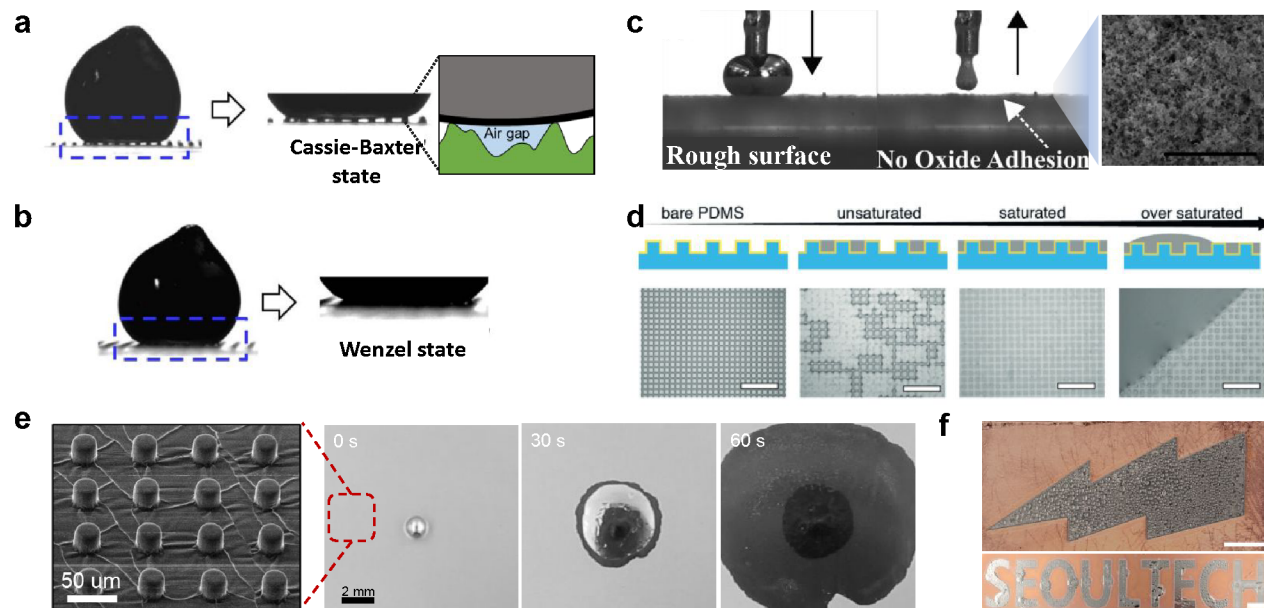 a
Air gap
Cassie-Baxter
state
b
Wenzel state
c
Rough surface
No Oxide Adhesion
d
bare PDMS
unsaturated
saturated
over saturated
e
50 um
0 s
2 mm
30 s
60 s
f
SEOULTECH